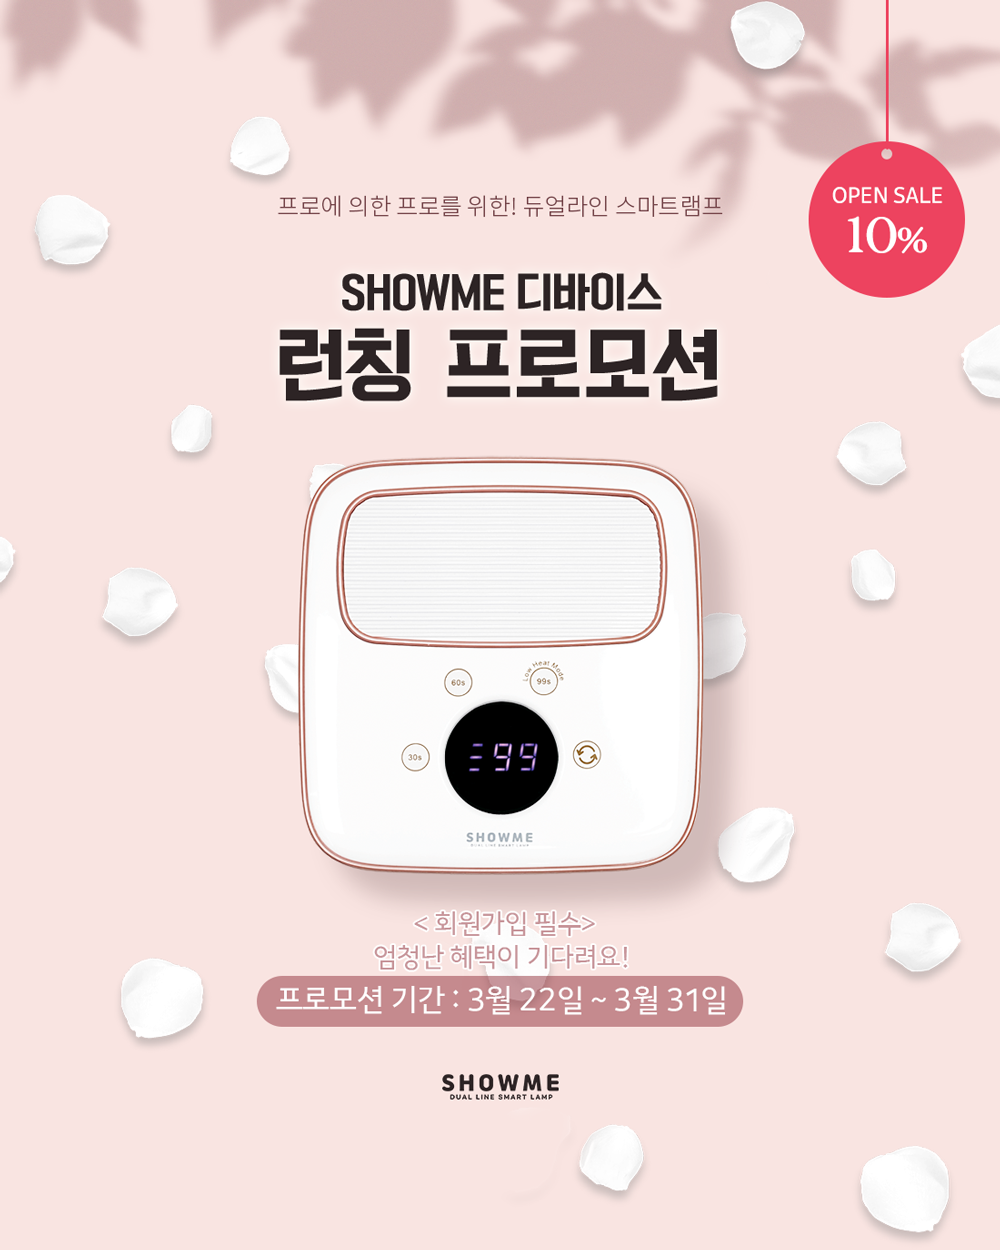 OPEN SALE
10%
프로에 의한 프로를 위한! 듀얼라인 스마트램프
SHOWME 디바이스
런칭 프로모션
60s
Low Heat Mode
99s
30s
99
SHOWME
DUAL LINE SMART LAMP
< 회원가입 필수>
엄청난 혜택이 기다려요!
프로모션 기간 : 3월 22일 ~ 3월 31일
SHOWME
DUAL LINE SMART LAMP